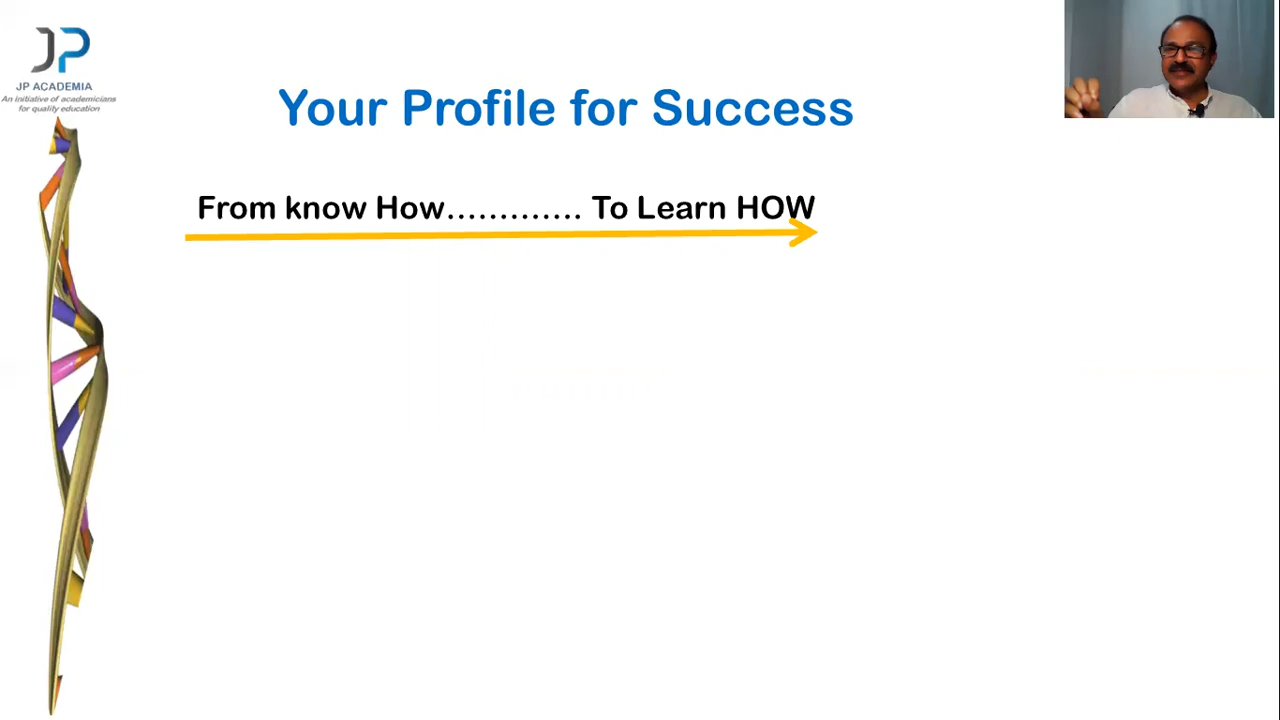 JP
JP ACADEMIA
An initiative of academicians
for quality education
Your Profile for Success
From know How............. To Learn HOW